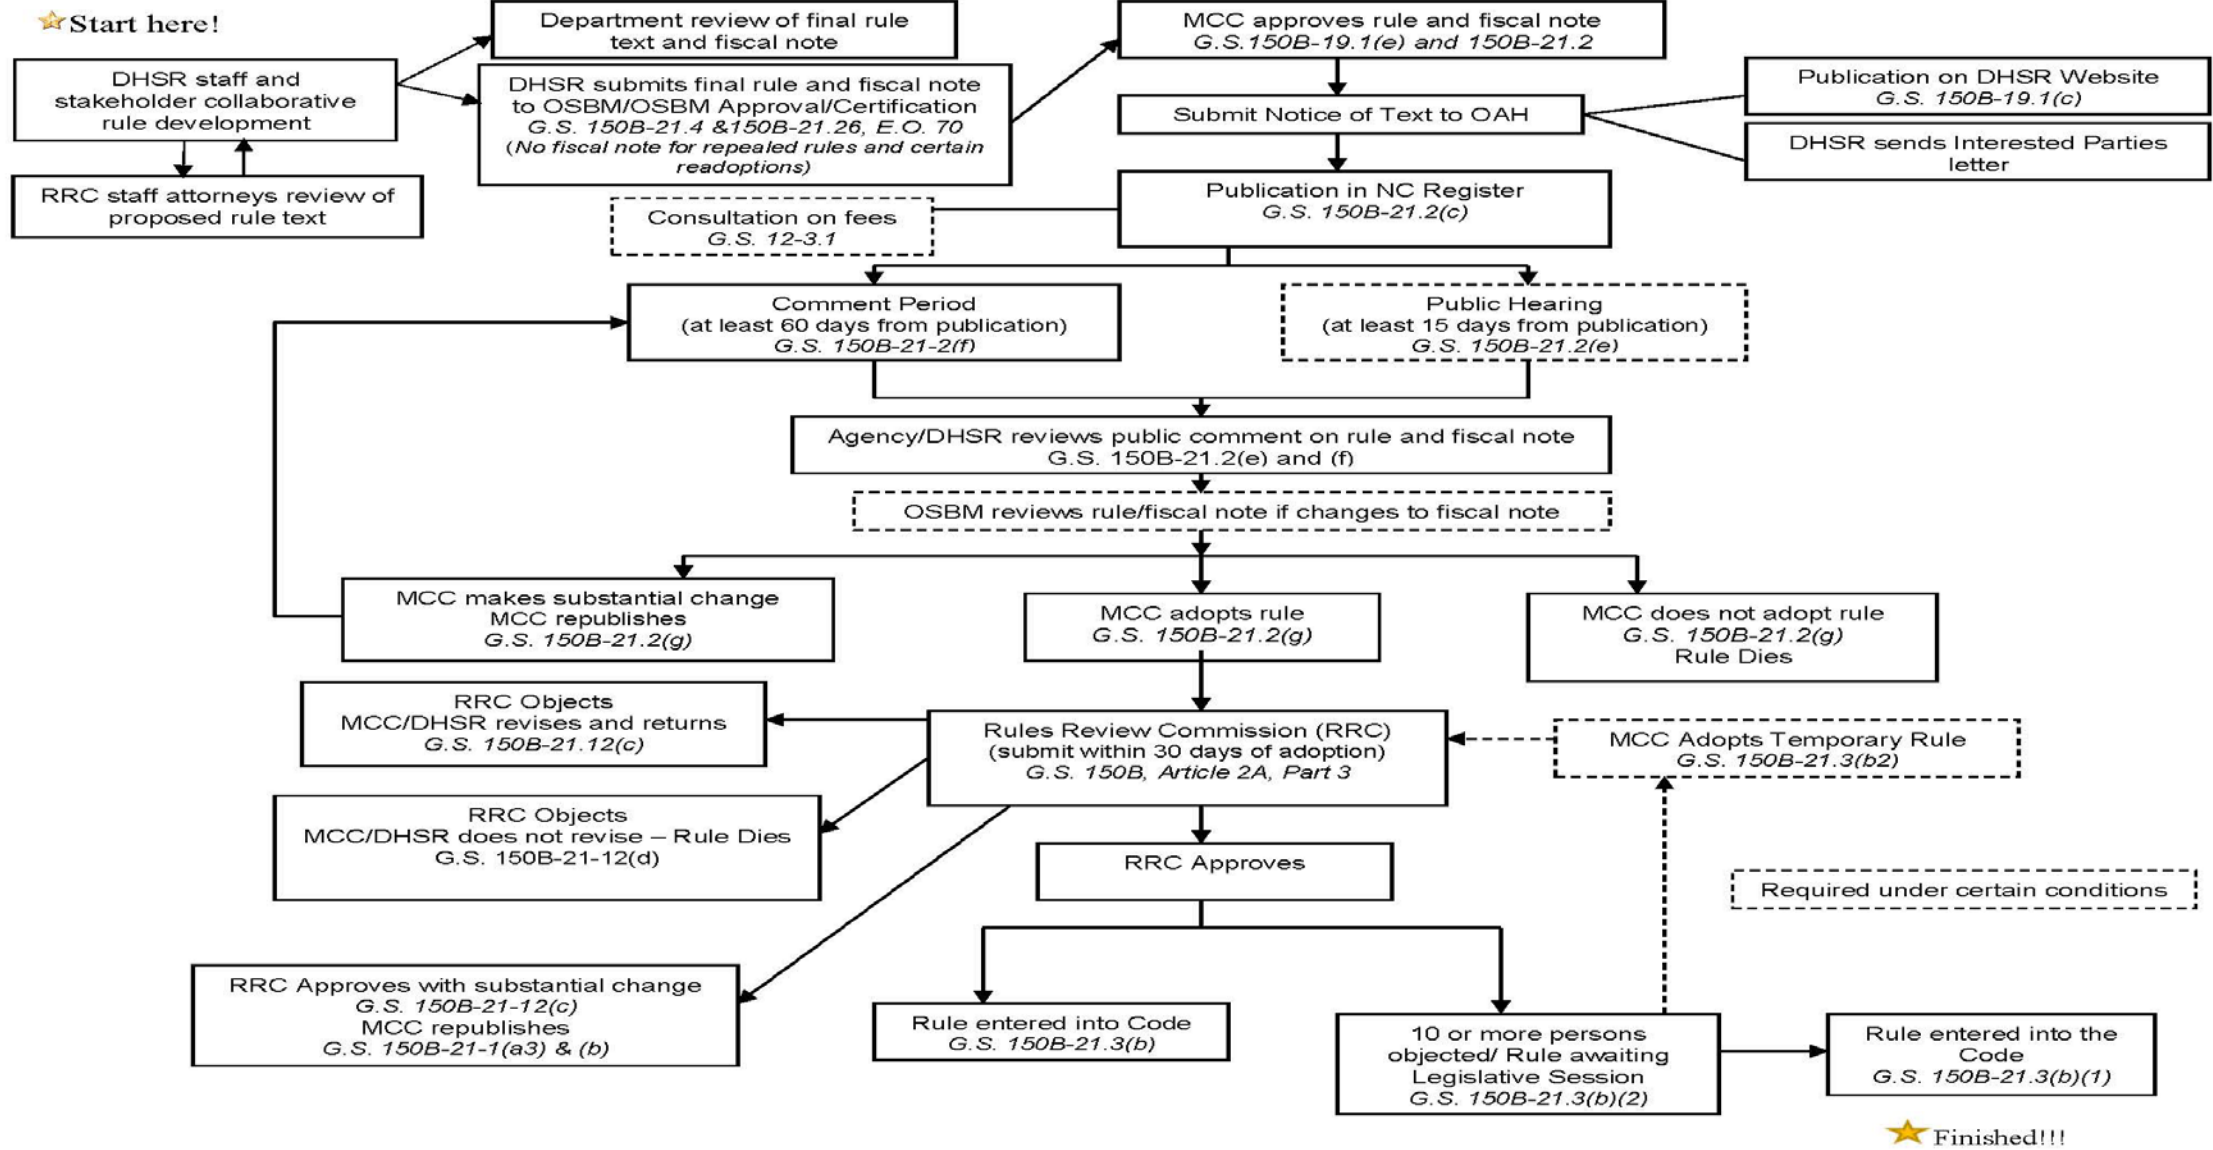 Start here!
DHSR staff and
stakeholder collaborative
rule development
RRC staff attorneys review of
proposed rule text
Department review of final rule
text and fiscal note
DHSR submits final rule and fiscal note
to OSBM/OSBM Approval/Certification
G.S. 150B-21.4 &150B-21.26, E.O. 70
(No fiscal note for repealed rules and certain
readoptions)
MCC approves rule and fiscal note
G.S.150B-19.1(e) and 150B-21.2
Submit Notice of Text to OAH
Publication on DHSR Website
G.S. 150B-19.1(c)
DHSR sends Interested Parties
letter
Publication in NC Register
G.S. 150B-21.2(c)
Consultation on fees
G.S. 12-3.1
Comment Period
(at least 60 days from publication)
G.S. 150B-21-2(f)
Public Hearing
(at least 15 days from publication)
G.S. 150B-21.2(e)
Agency/DHSR reviews public comment on rule and fiscal note
G.S. 150B-21.2(e) and (f)
OSBM reviews rule/fiscal note if changes to fiscal note
MCC makes substantial change
MCC republishes
G.S. 150B-21.2(g)
MCC adopts rule
G.S. 150B-21.2(g)
MCC does not adopt rule
G.S. 150B-21.2(g)
Rule Dies
RRC Objects
MCC/DHSR revises and returns
G.S. 150B-21.12(c)
Rules Review Commission (RRC)
(submit within 30 days of adoption)
G.S. 150B, Article 2A, Part 3
MCC Adopts Temporary Rule
G.S. 150B-21.3(b2)
RRC Objects
MCC/DHSR does not revise – Rule Dies
G.S. 150B-21-12(d)
RRC Approves
Required under certain conditions
RRC Approves with substantial change
G.S. 150B-21-12(c)
MCC republishes
G.S. 150B-21-1(a3) & (b)
Rule entered into Code
G.S. 150B-21.3(b)
10 or more persons
objected/ Rule awaiting
Legislative Session
G.S. 150B-21.3(b)(2)
Rule entered into the
Code
G.S. 150B-21.3(b)(1)
Finished!!!